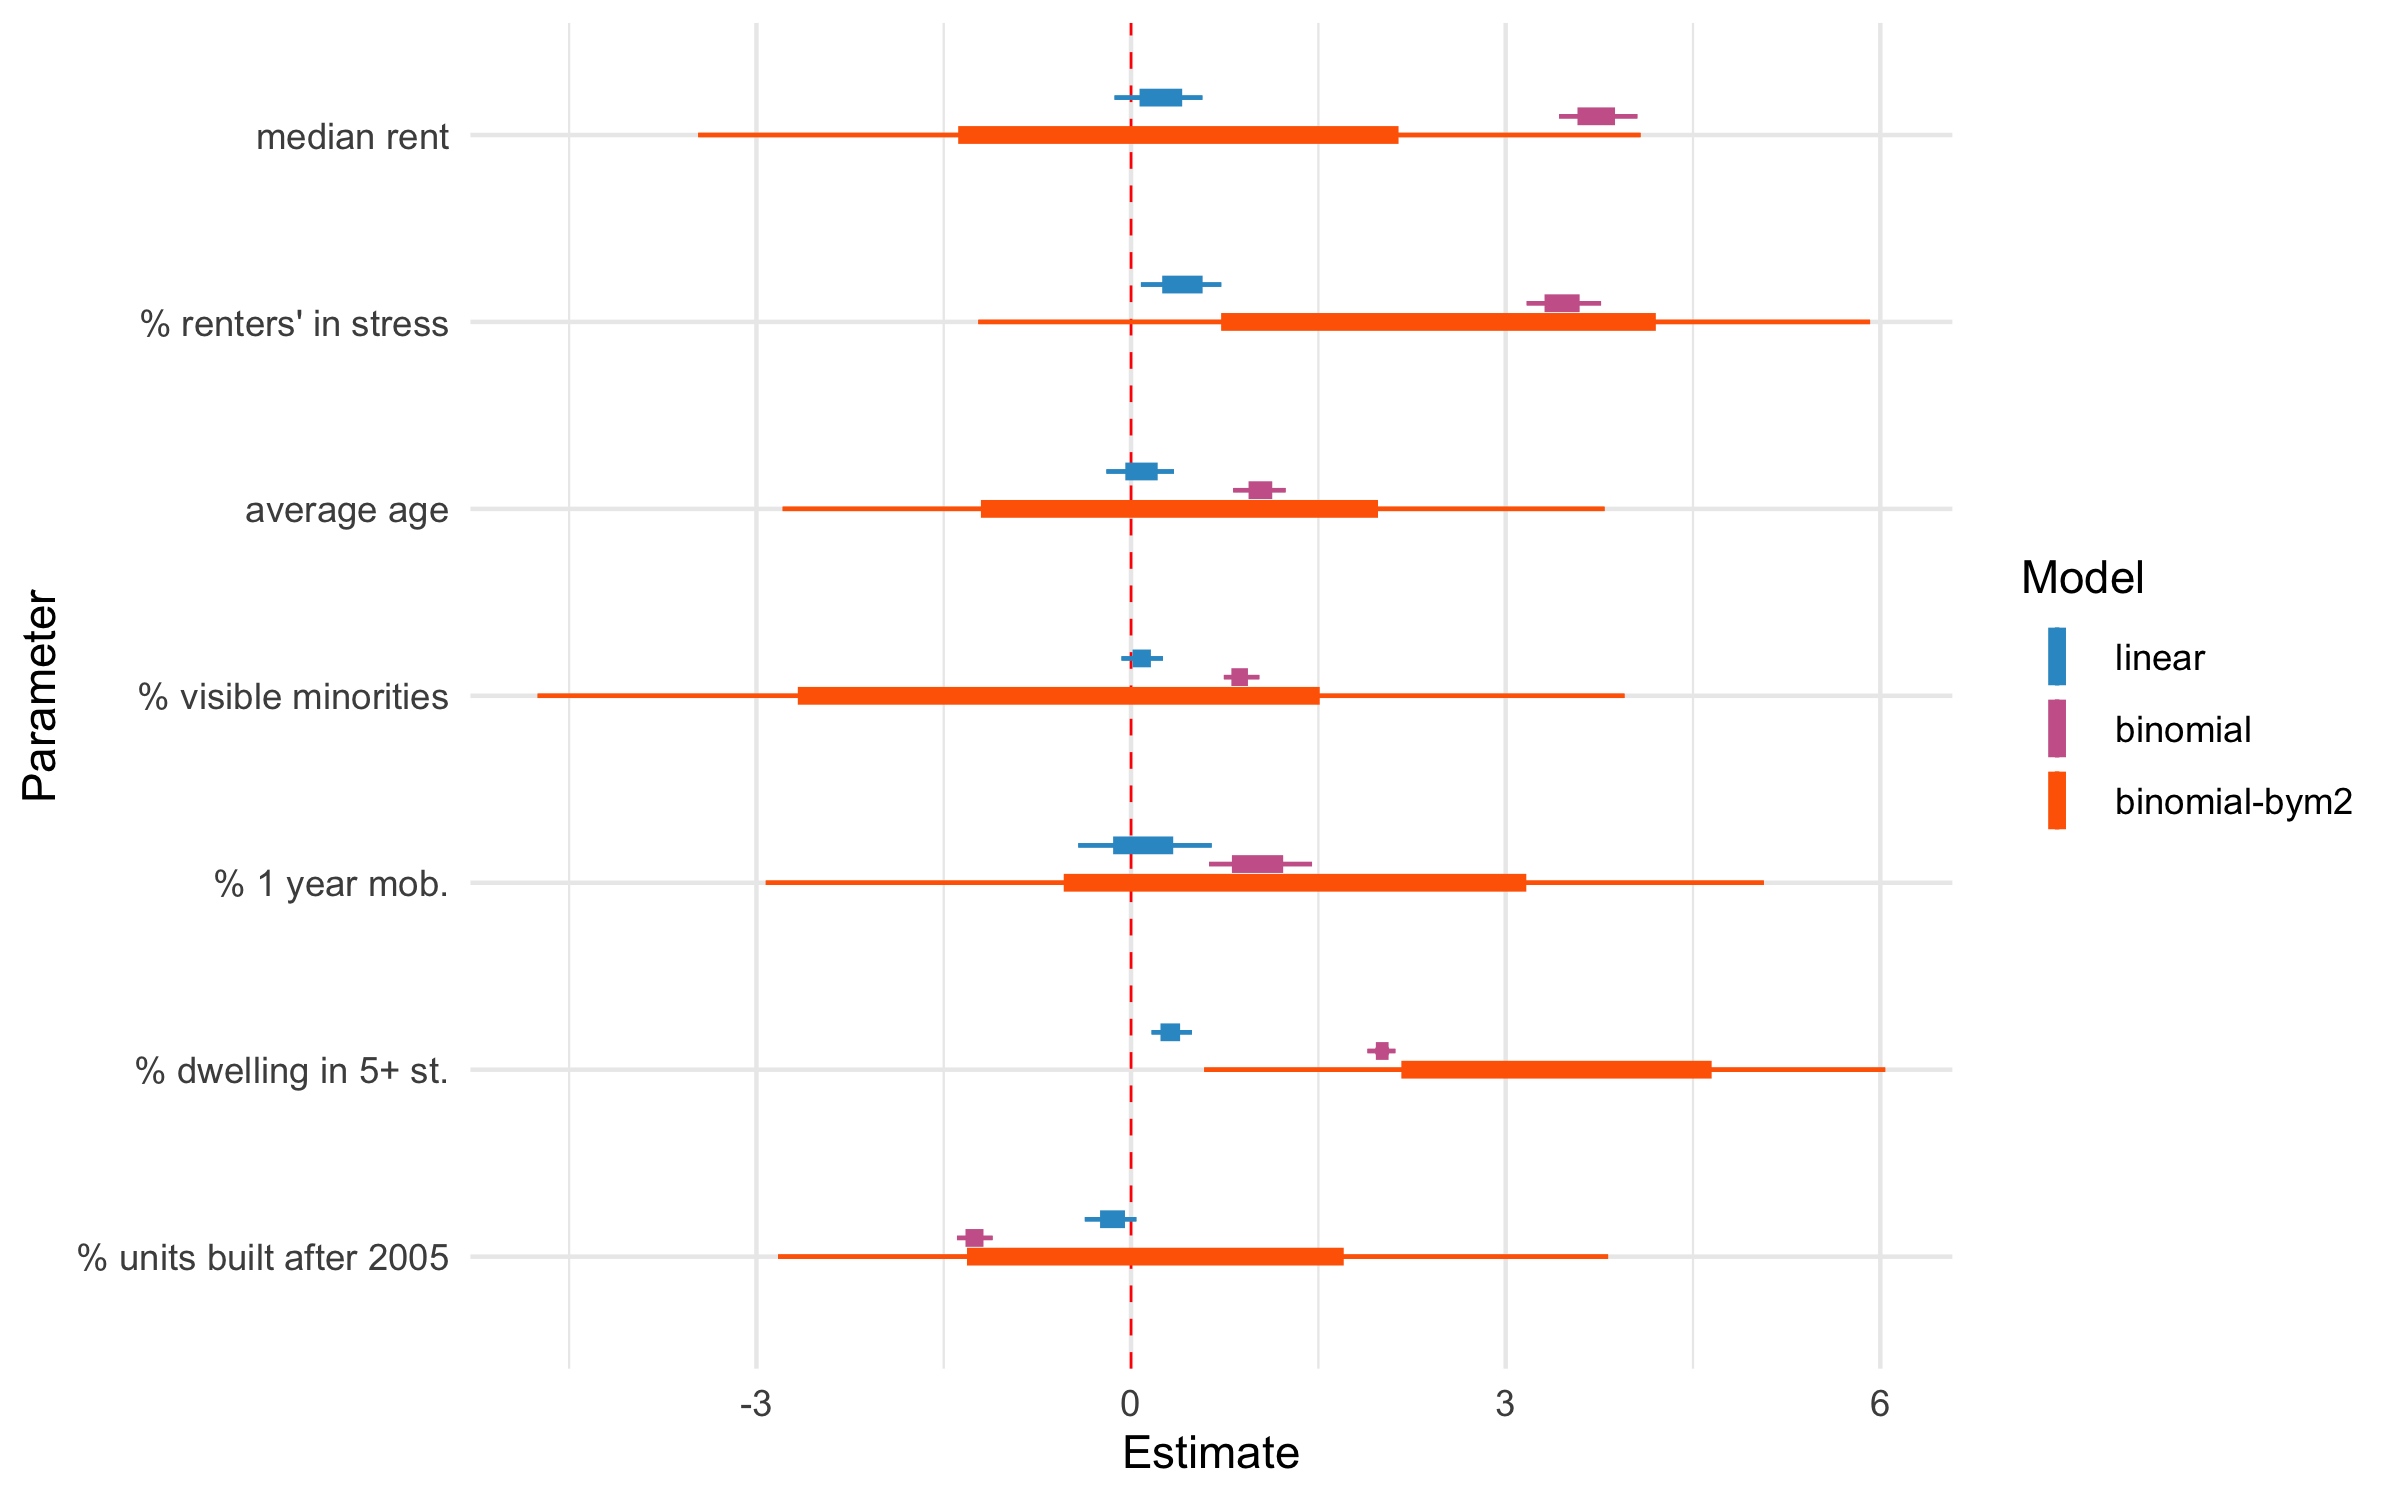 median rent
% renters' in stress
average age
% visible minorities
% 1 year mob.
% dwelling in 5+ st.
% units built after 2005
Parameter
-3 0 3 6
Estimate
Model
linear
binomial
binomial-bym2